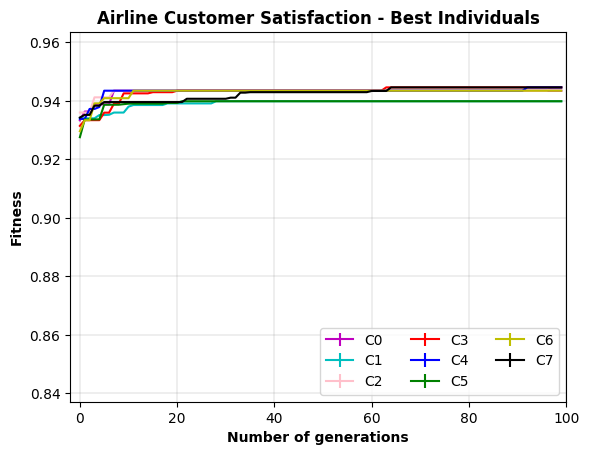 Airline Customer Satisfaction - Best Individuals
Fitness
0.96
0.94
0.92
0.90
0.88
0.86
0.84
0 20 40 60 80 100
Number of generations
C0 C3 C6
C1 C4 C7
C2 C5